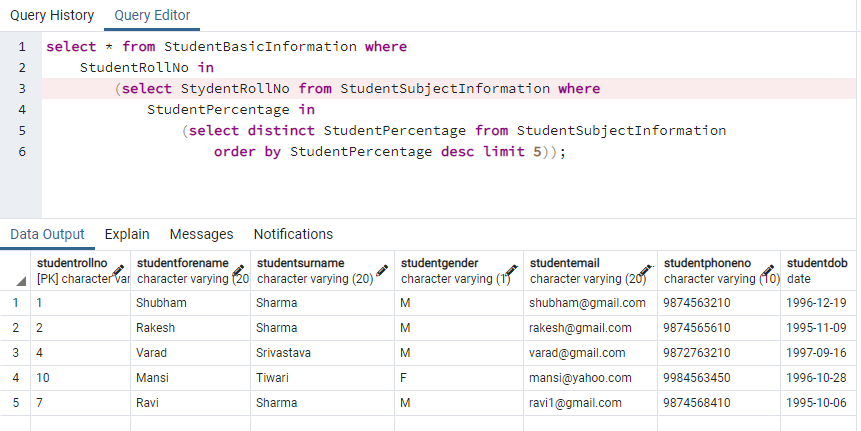 Query History Query Editor
1 select * from StudentBasicInformation where
2 StudentRollNo in
3 (select StydentRollNo from StudentSubjectInformation where
4 StudentPercentage in
5 (select distinct StudentPercentage from StudentSubjectInformation
6 order by StudentPercentage desc limit 5));
Data Output Explain Messages Notifications
studentrollno studentforename studentsurname studentgender studentemail studentphoneno studentdob
[PK] character var character varying (20 character varying (20) character varying (1) character varying (20) character varying (10) date
1 1 Shubham Sharma M shubham@gmail.com 9874563210 1996-12-19
2 2 Rakesh Sharma M rakesh@gmail.com 9874565610 1995-11-09
3 4 Varad Srivastava M varad@gmail.com 9872763210 1997-09-16
4 10 Mansi Tiwari F mansi@yahoo.com 9984563450 1996-10-28
5 7 Ravi Sharma M ravi1@gmail.com 9874568410 1995-10-06